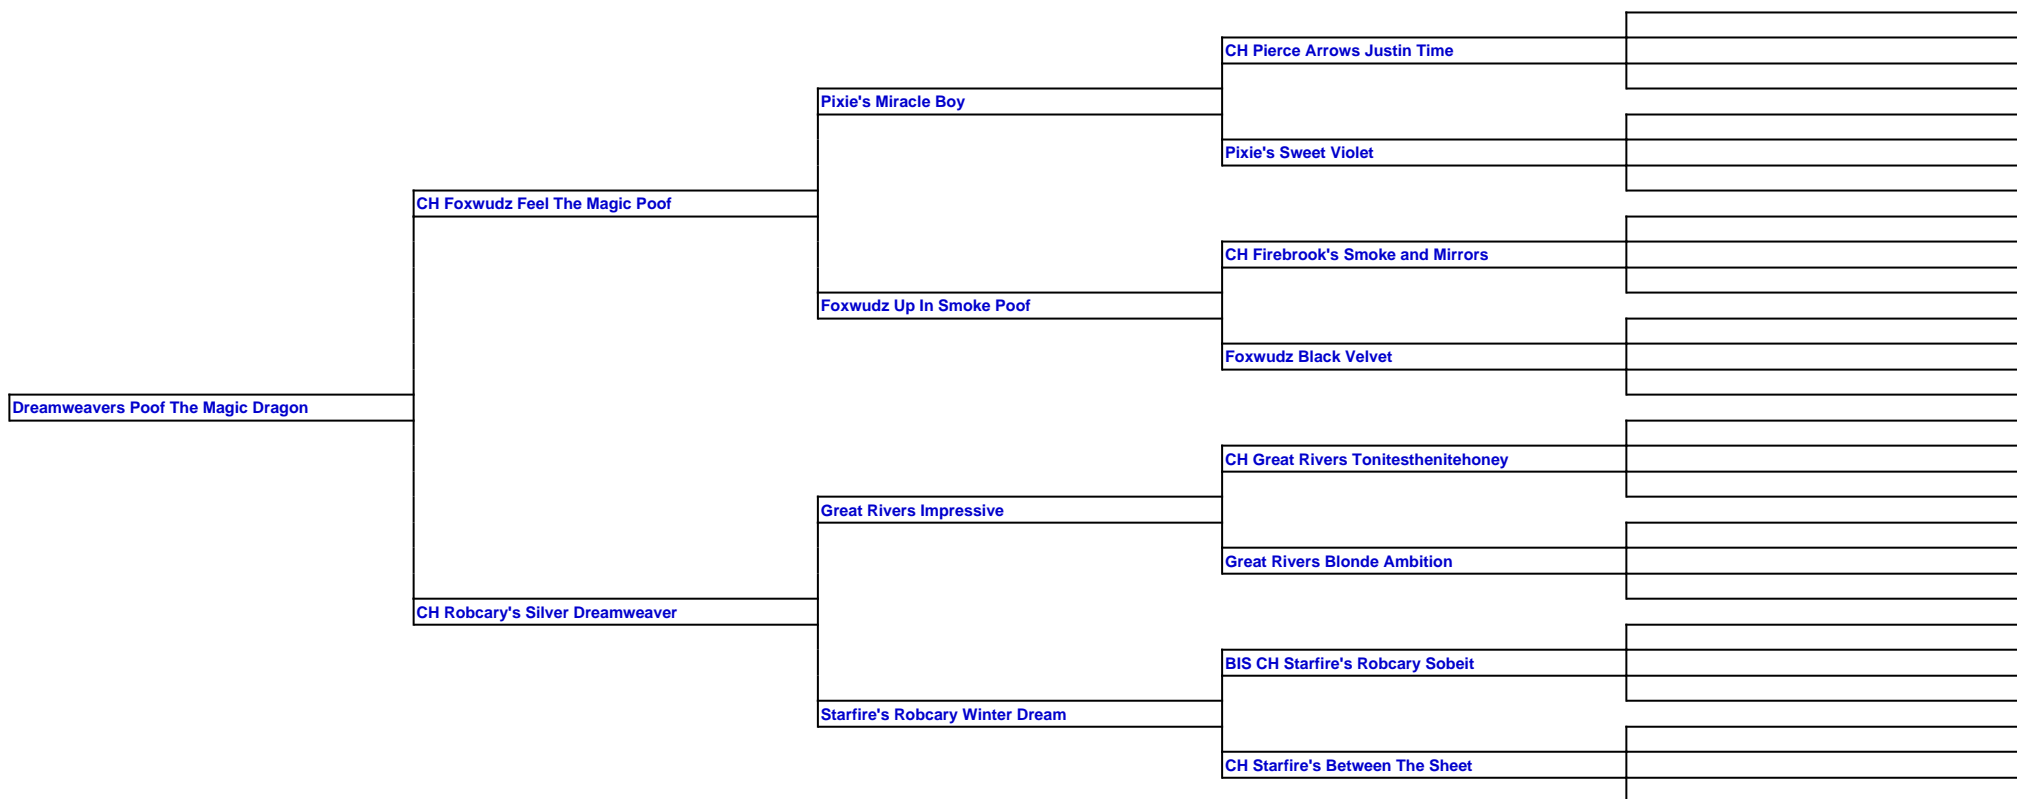 CH Pierce Arrows Justin Time
Pixie's Miracle Boy
Pixie's Sweet Violet
CH Foxwudz Feel The Magic Poof
CH Firebrook's Smoke and Mirrors
Foxwudz Up In Smoke Poof
Foxwudz Black Velvet
Dreamweavers Poof The Magic Dragon
CH Great Rivers Tonitesthenitehoney
Great Rivers Impressive
Great Rivers Blonde Ambition
CH Robcary's Silver Dreamweaver
BIS CH Starfire's Robcary Sobeit
Starfire's Robcary Winter Dream
CH Starfire's Between The Sheet